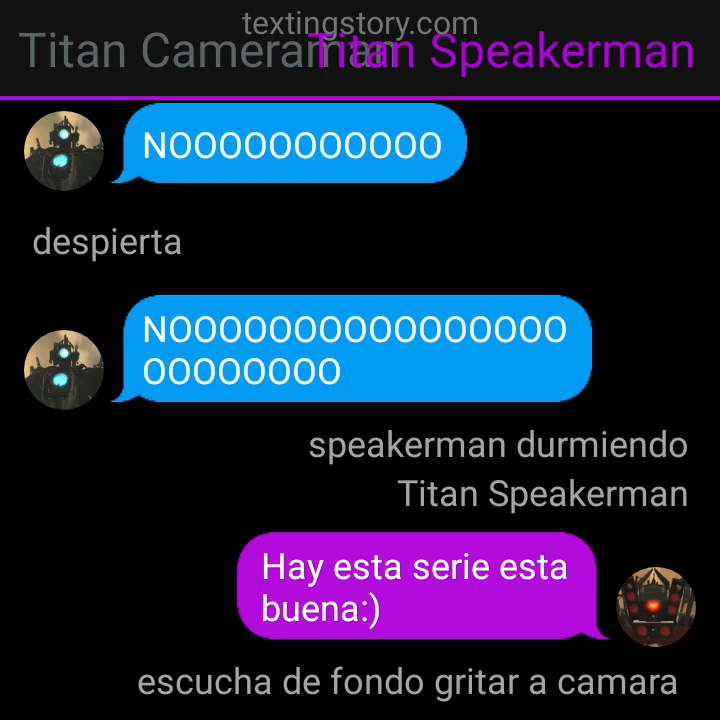 textingstory.com
Titan Cameraman
Titan Speakerman
NOOOOOOOOOOO
despierta
NOOOOOOOOOOOOOOOO
OOOOOOOO
speakerman durmiendo
Titan Speakerman
Hay esta serie esta
buena:)
escucha de fondo gritar a camara